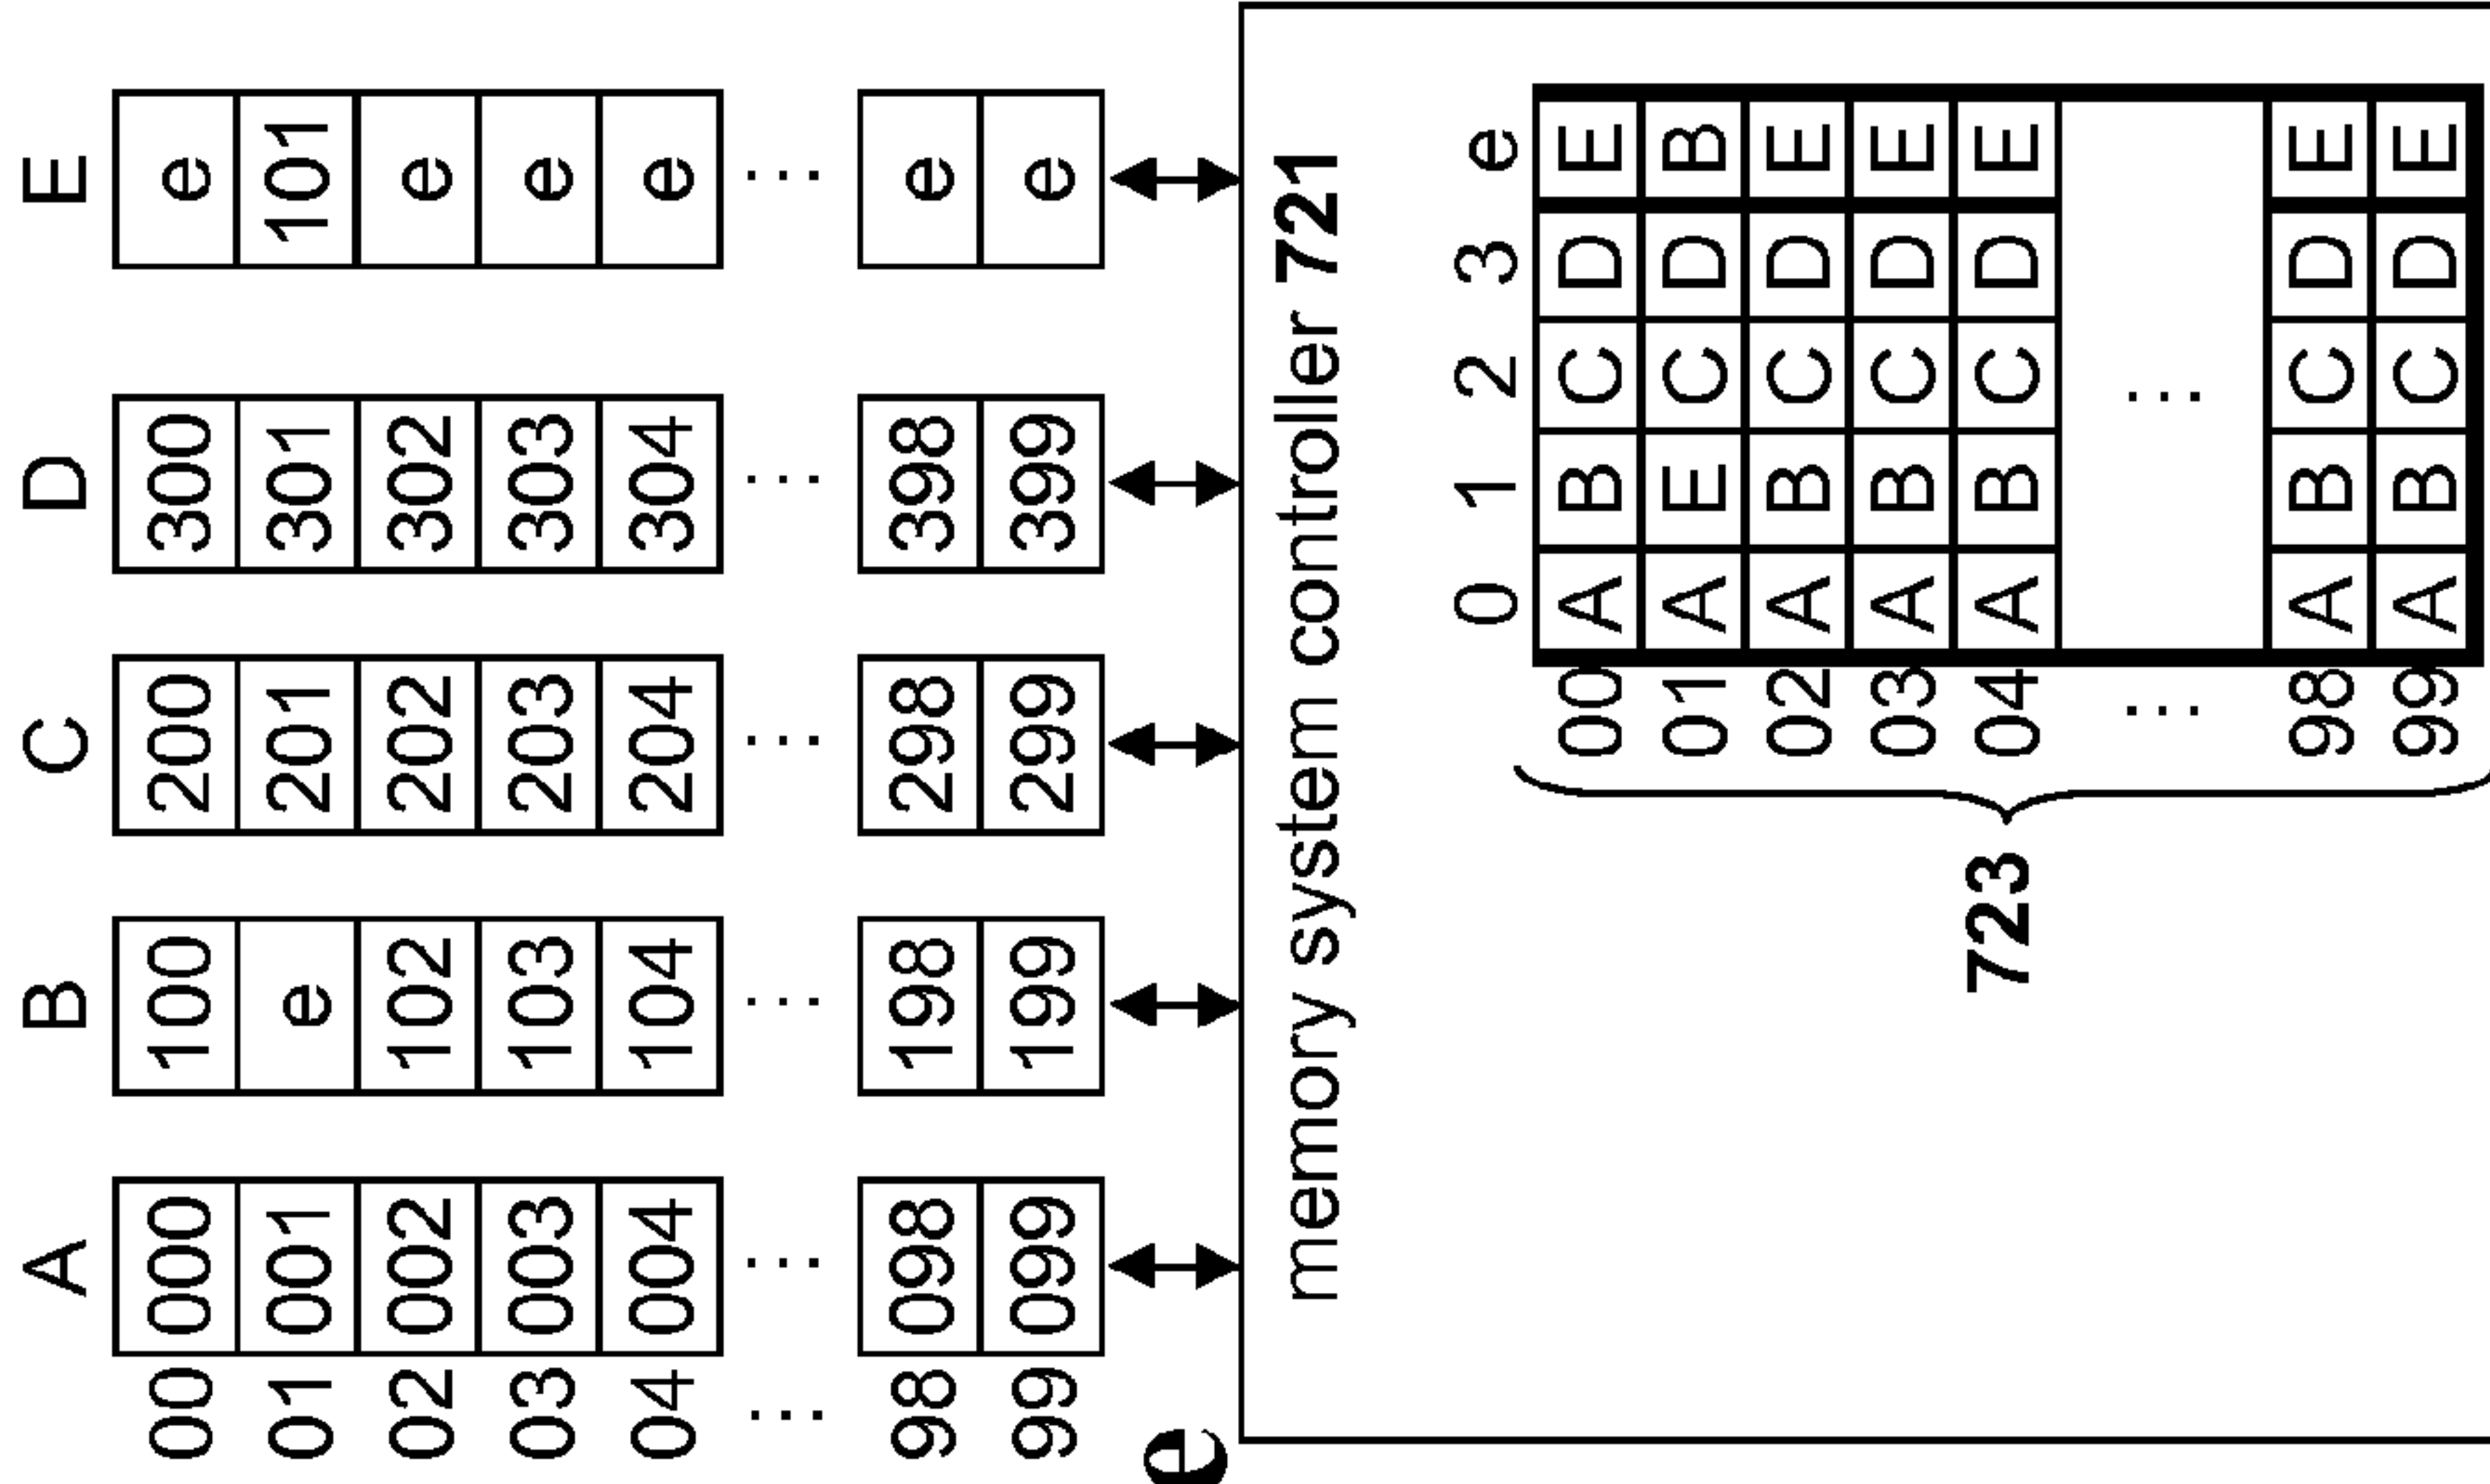 A B C D E
00 000 100 200 300 e
01 001 e 201 301 101
02 002 102 202 302 e
03 003 103 203 303 e
04 004 104 204 304 e
... ... ... ... ... ...
98 098 198 298 398 e
99 099 199 299 399 e
e
memory system controller 721
0 1 2 3 e
00 A B C D E
01 A E C D B
02 A B C D E
03 A B C D E
723
04 A B C D E
... ...
98 A B C D E
99 A B C D E